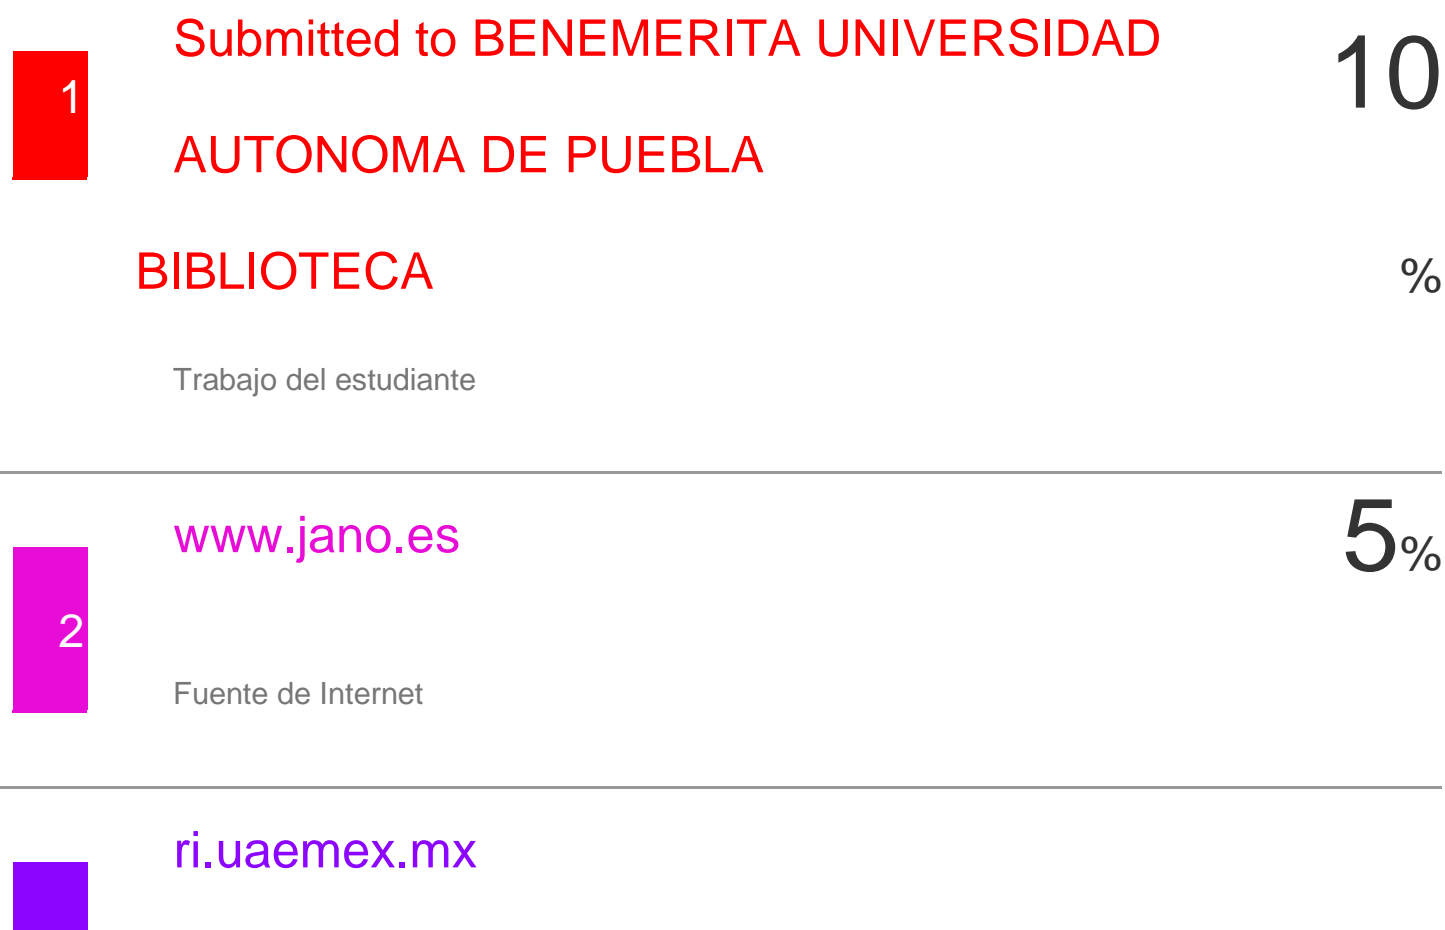 1
Submitted to BENEMERITA UNIVERSIDAD
10
AUTONOMA DE PUEBLA
BIBLIOTECA
%
Trabajo del estudiante
2
www.jano.es
5%
Fuente de Internet
ri.uaemex.mx